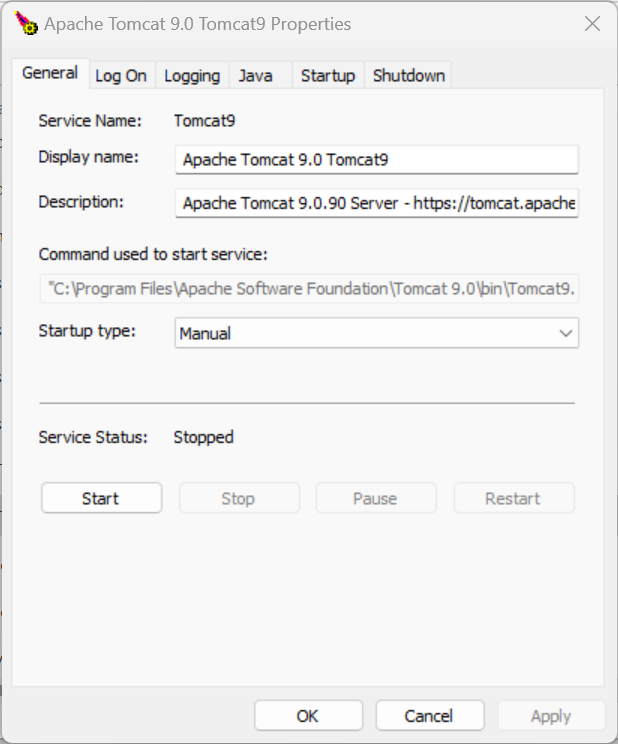 Apache Tomcat 9.0 Tomcat9 Properties
General Log On Logging Java Startup Shutdown
Service Name: Tomcat9
Display name: Apache Tomcat 9.0 Tomcat9
Description: Apache Tomcat 9.0.90 Server - https://tomcat.apache
Command used to start service:
"C:\Program Files\Apache Software Foundation\Tomcat 9.0\bin\Tomcat9.
Startup type: Manual
Service Status: Stopped
Start Stop Pause Restart
OK Cancel Apply